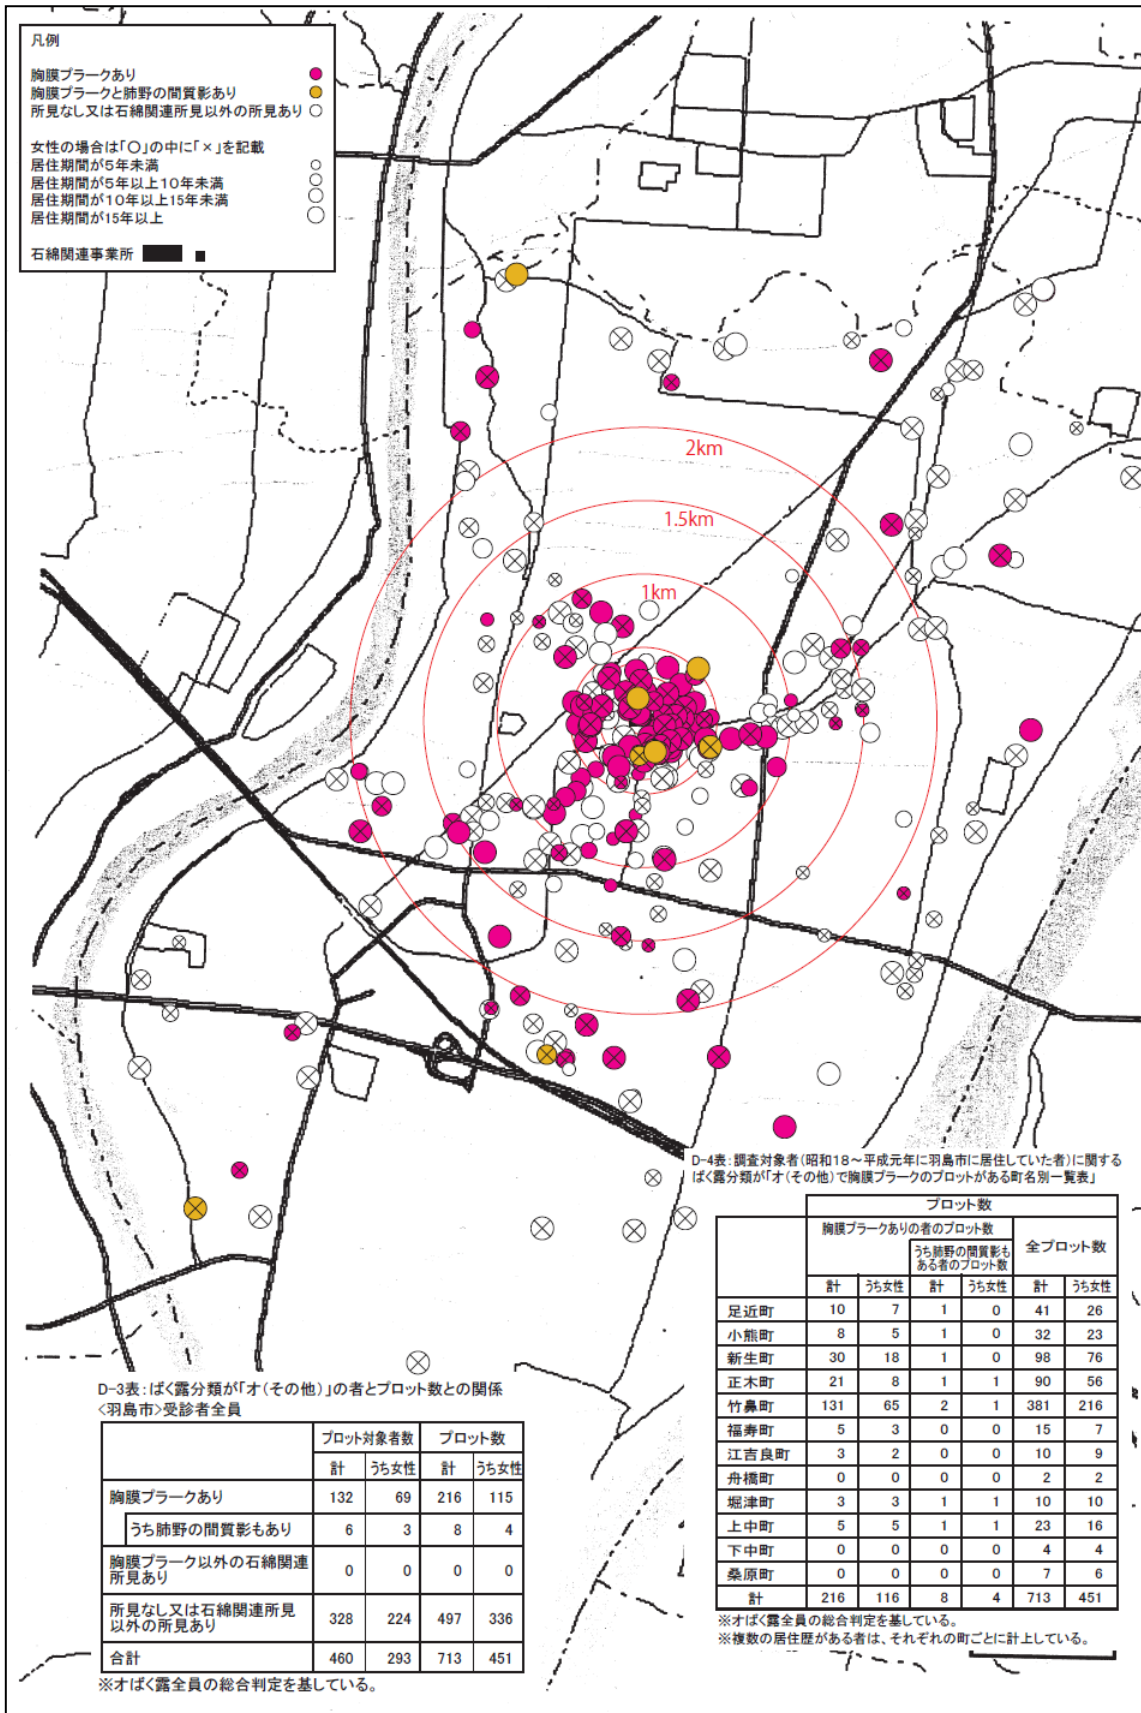 凡例
胸膜プラークあり
胸膜プラークと肺野の間質影あり
所見なし又は石綿関連所見以外の所見あり
女性の場合は「○」の中に「×」を記載
居住期間が5年未満
居住期間が5年以上10年未満
居住期間が10年以上15年未満
居住期間が15年以上
石綿関連事業所
2km
1.5km
1km
D-4表:調査対象者(昭和18～平成元年に羽島市に居住していた者)に関する
ばく露分類が「オ(その他)で胸膜プラークのプロットがある町名別一覧表」
プロット数
胸膜プラークありの者のプロット数 全プロット数
うち肺野の間質影も
ある者のプロット数
計 うち女性 計 うち女性 計 うち女性
足近町 10 7 1 0 41 26
小熊町 8 5 1 0 32 23
新生町 30 18 1 0 98 76
正木町 21 8 1 1 90 56
竹鼻町 131 65 2 1 381 216
福寿町 5 3 0 0 15 7
江吉良町 3 2 0 0 10 9
舟橋町 0 0 0 0 2 2
堀津町 3 3 1 1 10 10
上中町 5 5 1 1 23 16
下中町 0 0 0 0 4 4
桑原町 0 0 0 0 7 6
計 216 116 8 4 713 451
※オばく露全員の総合判定を基している。
※複数の居住歴がある者は、それぞれの町ごとに計上している。
D-3表:ばく露分類が「オ(その他)」の者とプロット数との関係
<羽島市>受診者全員
プロット対象者数 プロット数
計 うち女性 計 うち女性
胸膜プラークあり 132 69 216 115
うち肺野の間質影もあり 6 3 8 4
胸膜プラーク以外の石綿関連
所見あり 0 0 0 0
所見なし又は石綿関連所見
以外の所見あり 328 224 497 336
合計 460 293 713 451
※オばく露全員の総合判定を基している。